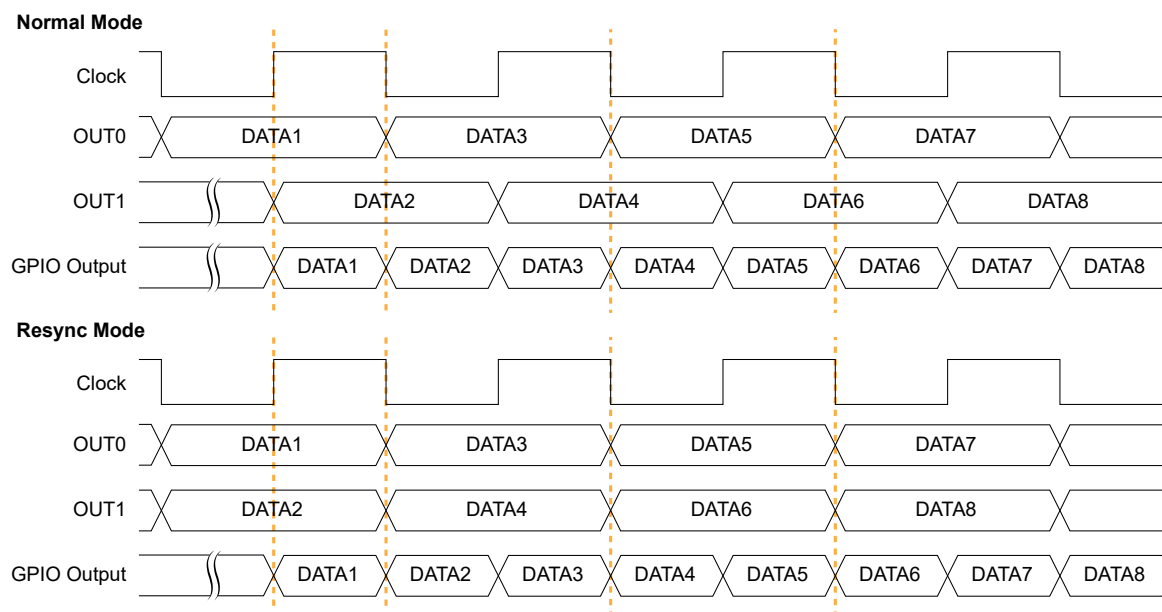 Normal Mode
Clock
OUT0 DATA1 DATA3 DATA5 DATA7
OUT1 DATA2 DATA4 DATA6 DATA8
GPIO Output DATA1 DATA2 DATA3 DATA4 DATA5 DATA6 DATA7 DATA8
Resync Mode
Clock
OUT0 DATA1 DATA3 DATA5 DATA7
OUT1 DATA2 DATA4 DATA6 DATA8
GPIO Output DATA1 DATA2 DATA3 DATA4 DATA5 DATA6 DATA7 DATA8